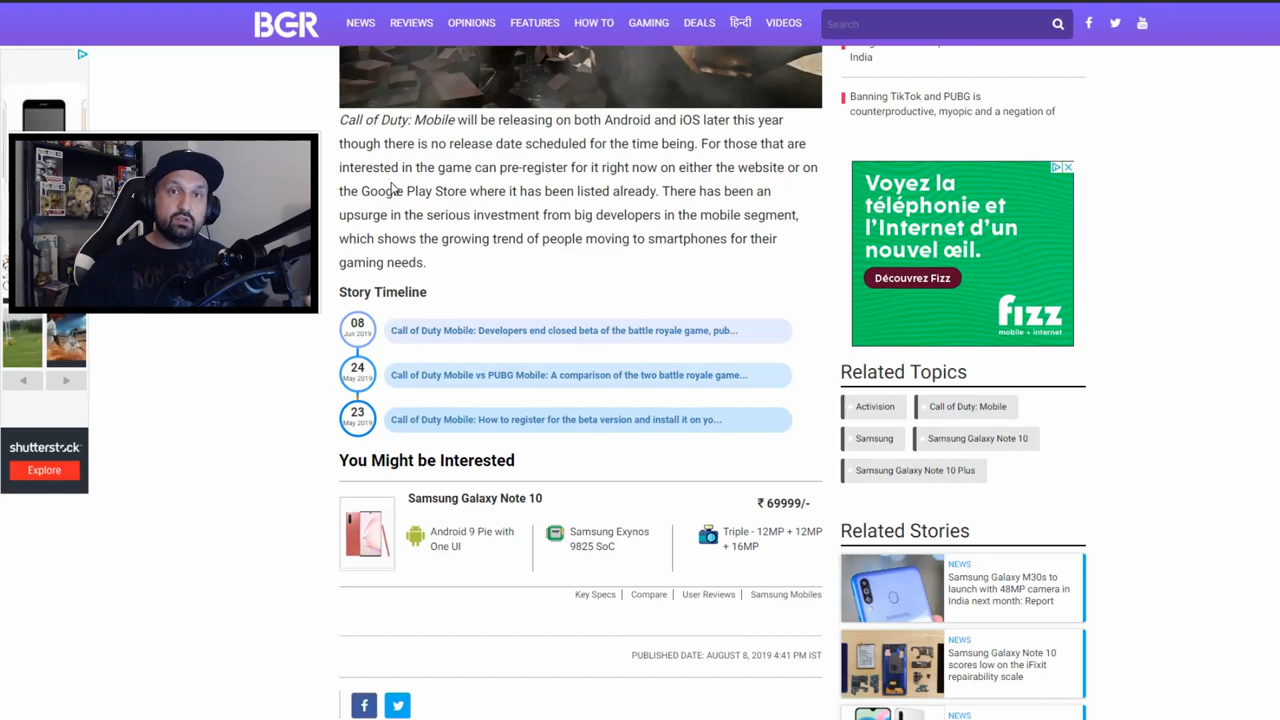 BGR
NEWS
REVIEWS
OPINIONS
FEATURES
HOW TO
GAMING
DEALS
हिन्दी
VIDEOS
Search
Call of Duty: Mobile will be releasing on both Android and iOS later this year
though there is no release date scheduled for the time being. For those that are
interested in the game can pre-register for it right now on either the website or on
the Google Play Store where it has been listed already. There has been an
upsurge in the serious investment from big developers in the mobile segment,
which shows the growing trend of people moving to smartphones for their
gaming needs.
Story Timeline
08
Jun 2019
Call of Duty Mobile: Developers end closed beta of the battle royale game, pub...
24
May 2019
Call of Duty Mobile vs PUBG Mobile: A comparison of the two battle royale game...
23
May 2019
Call of Duty Mobile: How to register for the beta version and install it on yo...
You Might be Interested
Samsung Galaxy Note 10
₹ 69999/-
Android 9 Pie with
One UI
Samsung Exynos
9825 SoC
Triple - 12MP + 12MP
+ 16MP
Key Specs
Compare
User Reviews
Samsung Mobiles
PUBLISHED DATE: AUGUST 8, 2019 4:41 PM IST
India
Banning TikTok and PUBG is
counterproductive, myopic and a negation of
Voyez la
téléphonie et
l'Internet d'un
nouvel œil.
Découvrez Fizz
fizz
mobile + internet
Related Topics
Activision
Call of Duty: Mobile
Samsung
Samsung Galaxy Note 10
Samsung Galaxy Note 10 Plus
Related Stories
NEWS
Samsung Galaxy M30s to
launch with 48MP camera in
India next month: Report
NEWS
Samsung Galaxy Note 10
scores low on the iFixit
repairability scale
NEWS
shutterstock
Explore